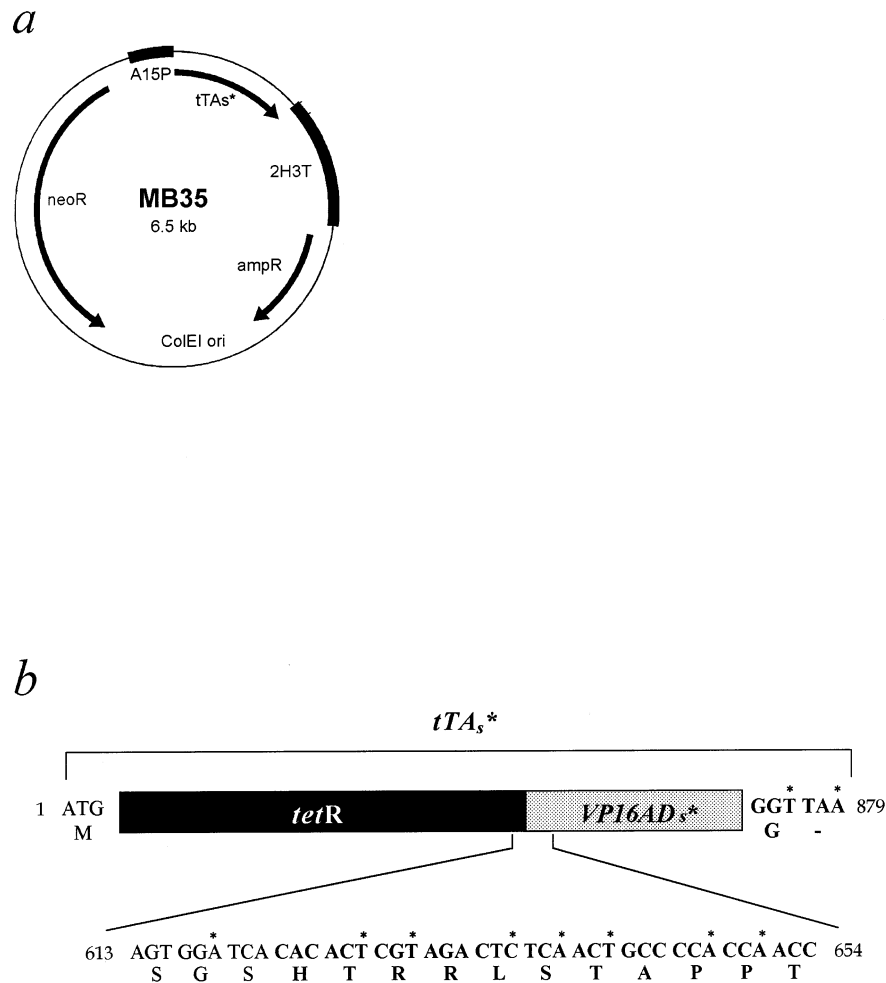 a
A15P
tTAs*
2H3T
neoR
MB35
6.5 kb
ampR
ColEI ori
b
tTAs*
1 ATG tetR VP16ADs* GGT TAA 879
M G -
* *
* * * * * * * *
613 AGT GGA TCA CAC ACT CGT AGA CTC TCA ACT GCC CCA CCA ACC 654
S G S H T R R L S T A P P T